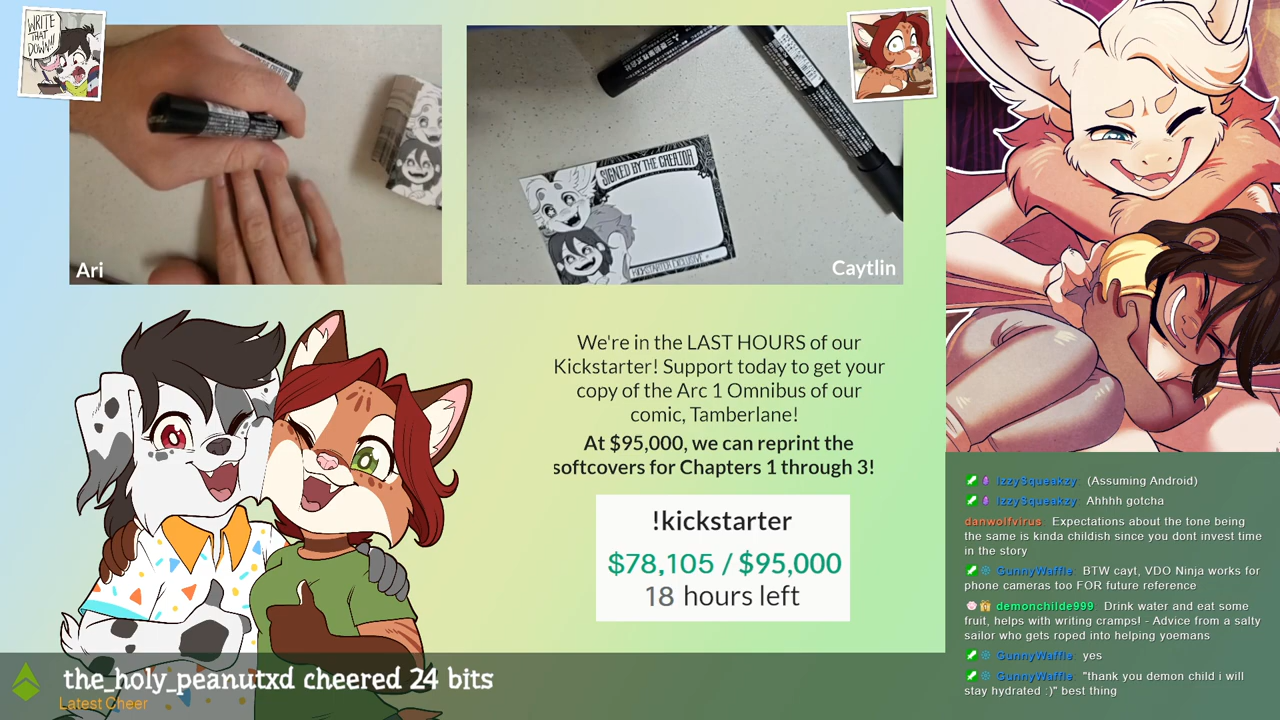 WRITE
THAT
DOWN!!!
Ari
SIGNED BY THE CREATOR
KICKSTARTER EXCLUSIVE
Caytlin
We're in the LAST HOURS of our
Kickstarter! Support today to get your
copy of the Arc 1 Omnibus of our
comic, Tamberlane!
At $95,000, we can reprint the
softcovers for Chapters 1 through 3!
!kickstarter
$78,105 / $95,000
18 hours left
the_holy_peanutxd cheered 24 bits
Latest Cheer
IzzySqueakzy: (Assuming Android)
IzzySqueakzy: Ahhhh gotcha
danwolfvirus: Expectations about the tone being
the same is kinda childish since you dont invest time
in the story
GunnyWaffle: BTW cayt, VDO Ninja works for
phone cameras too FOR future reference
demonchilde999: Drink water and eat some
fruit, helps with writing cramps! - Advice from a salty
sailor who gets roped into helping yoemans
GunnyWaffle: yes
GunnyWaffle: "thank you demon child i will
stay hydrated :)" best thing